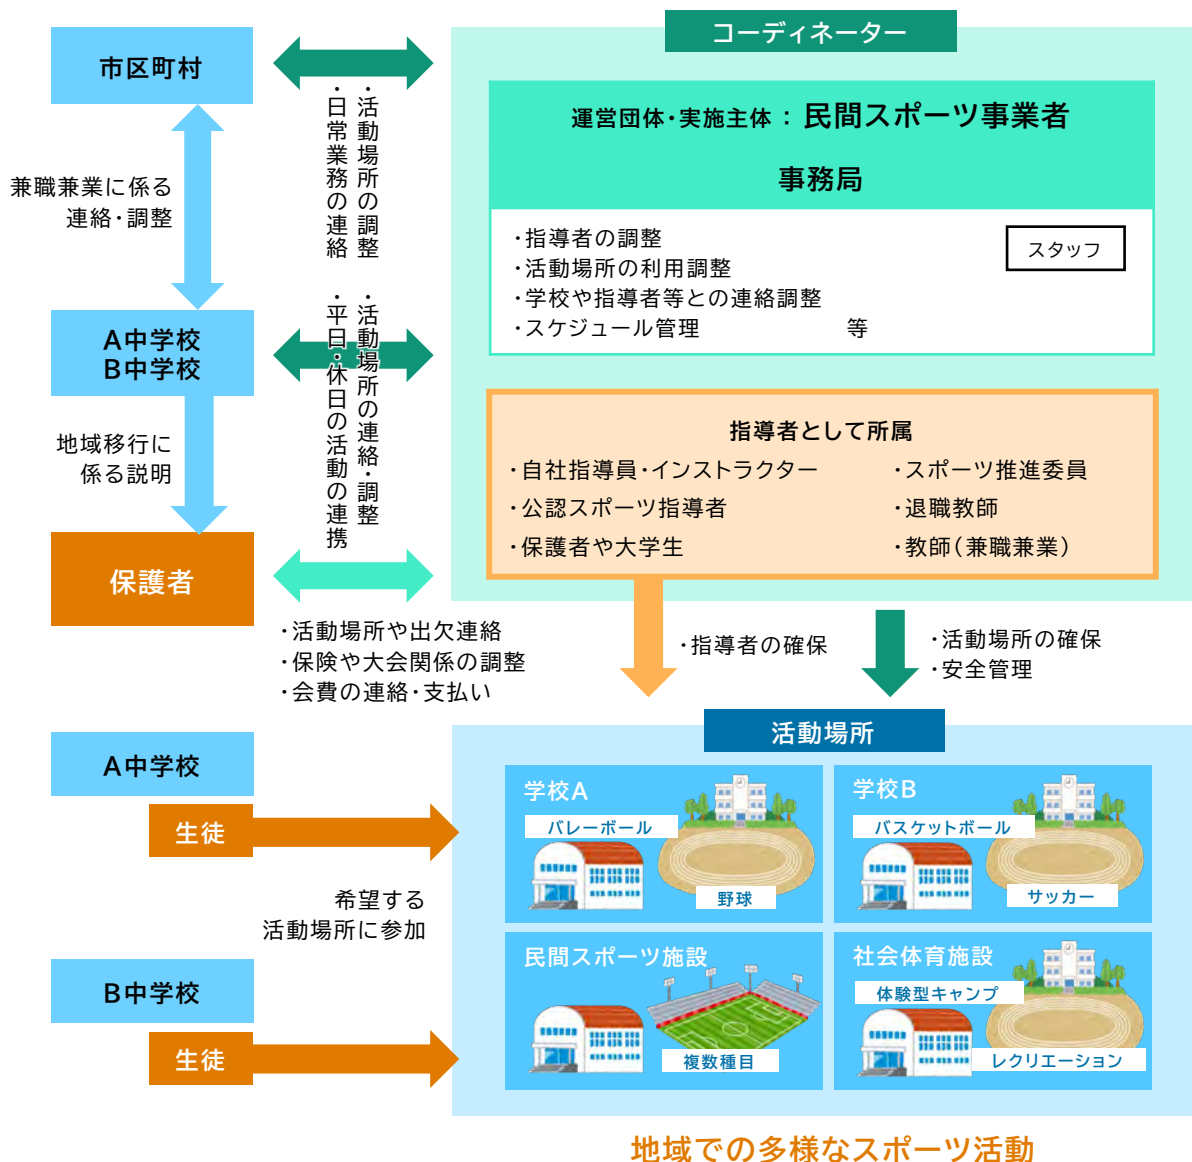 コーディネーター
市区町村
・活動場所の調整
・日常業務の連絡
運営団体・実施主体 : 民間スポーツ事業者
事務局
・指導者の調整
・活動場所の利用調整
・学校や指導者等との連絡調整
・スケジュール管理 等
スタッフ
兼職兼業に係る
連絡・調整
A中学校
B中学校
・活動場所の連絡・調整
・平日・休日の活動の連携
地域移行に
係る説明
指導者として所属
・自社指導員・インストラクター
・公認スポーツ指導者
・保護者や大学生
・スポーツ推進委員
・退職教師
・教師(兼職兼業)
保護者
・活動場所や出欠連絡
・保険や大会関係の調整
・会費の連絡・支払い
・指導者の確保
・活動場所の確保
・安全管理
活動場所
A中学校
生徒
希望する
活動場所に参加
B中学校
生徒
学校A
バレーボール
野球
学校B
バスケットボール
サッカー
民間スポーツ施設
複数種目
社会体育施設
体験型キャンプ
レクリエーション
地域での多様なスポーツ活動